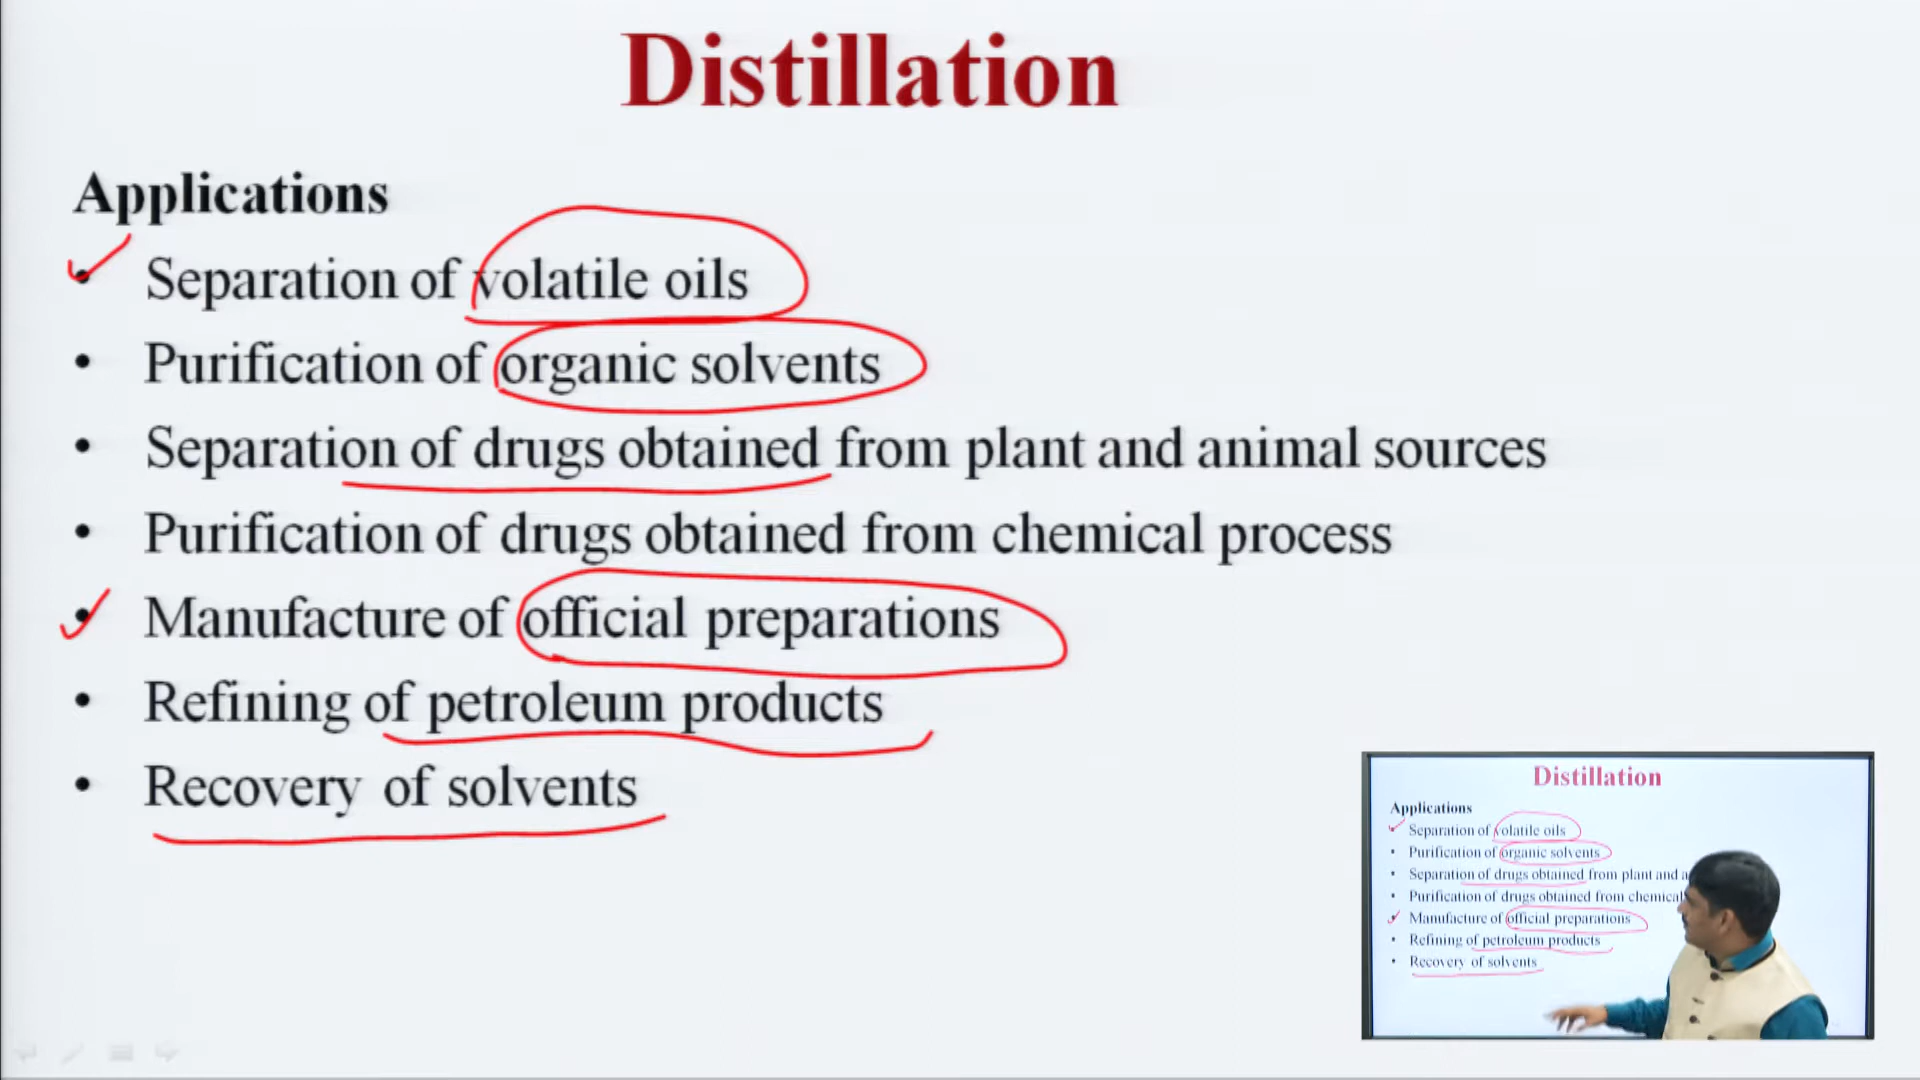 Distillation
Applications
• Separation of volatile oils
• Purification of organic solvents
• Separation of drugs obtained from plant and animal sources
• Purification of drugs obtained from chemical process
• Manufacture of official preparations
• Refining of petroleum products
• Recovery of solvents
Distillation
Applications
Separation of volatile oils
• Purification of organic solvents
• Separation of drugs obtained from plant and a
• Purification of drugs obtained from chemical
Manufacture of official preparations
• Refining of petroleum products
• Recovery of solvents